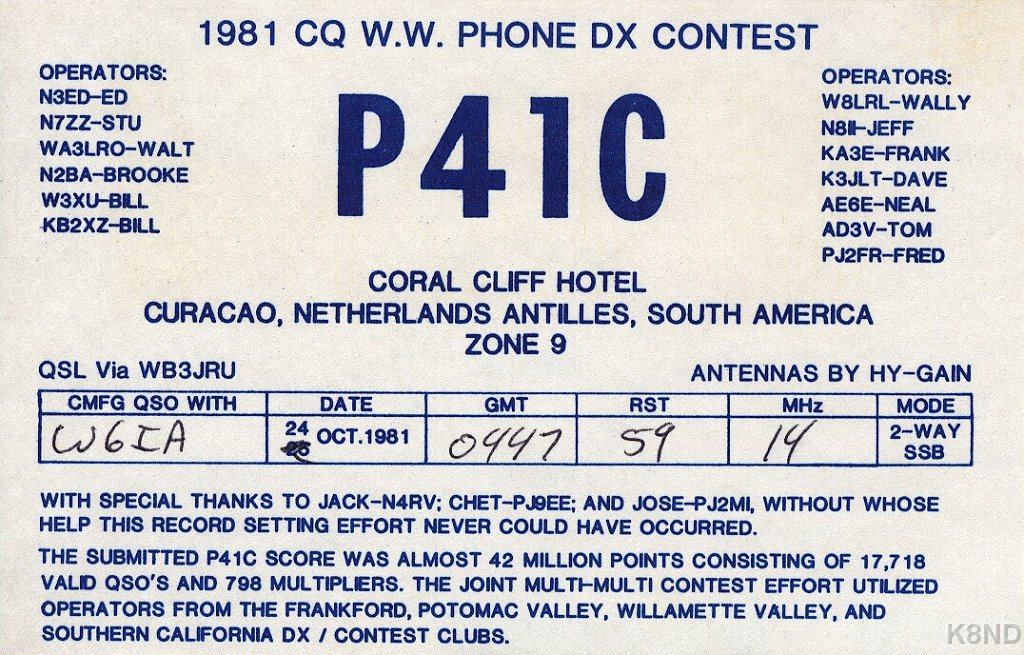 1981 CQ W.W. PHONE DX CONTEST
OPERATORS:
N3ED-ED
N7ZZ-STU
WA3LRO-WALT
N2BA-BROOKE
W3XU-BILL
KB2XZ-BILL
P41C
OPERATORS:
W8LRL-WALLY
N8II-JEFF
KA3E-FRANK
K3JLT-DAVE
AE6E-NEAL
AD3V-TOM
PJ2FR-FRED
CORAL CLIFF HOTEL
CURACAO, NETHERLANDS ANTILLES, SOUTH AMERICA
ZONE 9
QSL Via WB3JRU
ANTENNAS BY HY-GAIN
CMFG QSO WITH DATE GMT RST MHz MODE
W6IA 24 OCT.1981 0447 59 14 2-WAY SSB
WITH SPECIAL THANKS TO JACK-N4RV; CHET-PJ9EE; AND JOSE-PJ2MI, WITHOUT WHOSE
HELP THIS RECORD SETTING EFFORT NEVER COULD HAVE OCCURRED.
THE SUBMITTED P41C SCORE WAS ALMOST 42 MILLION POINTS CONSISTING OF 17,718
VALID QSO'S AND 798 MULTIPLIERS. THE JOINT MULTI-MULTI CONTEST EFFORT UTILIZED
OPERATORS FROM THE FRANKFORD, POTOMAC VALLEY, WILLAMETTE VALLEY, AND
SOUTHERN CALIFORNIA DX / CONTEST CLUBS.
K8ND